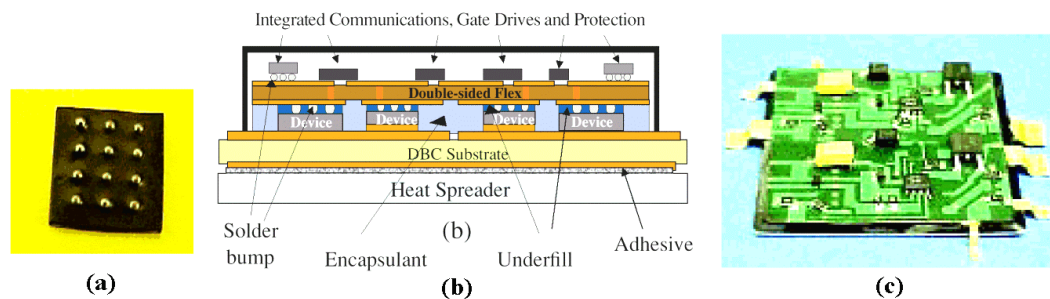 Integrated Communications, Gate Drives and Protection
Double-sided Flex
Device
Device
Device
Device
DBC Substrate
Heat Spreader
Solder
bump
Encapsulant
(b)
Underfill
Adhesive
(a)
(b)
(c)